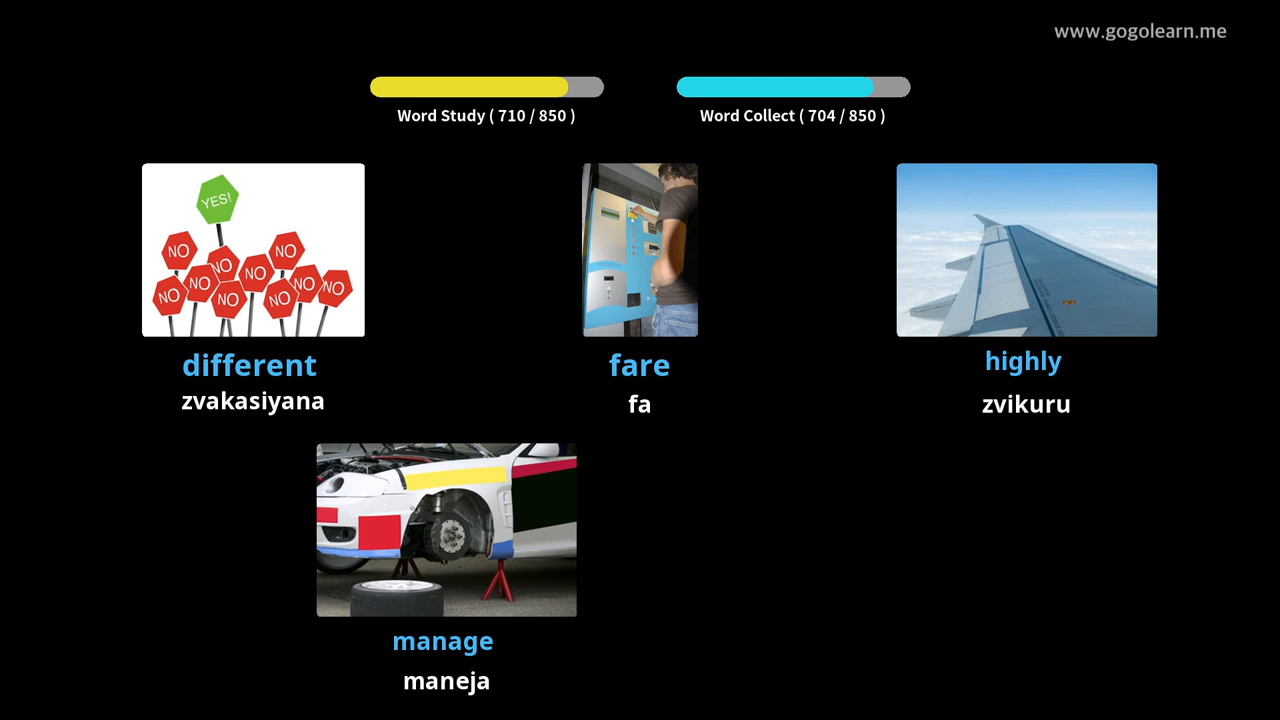 www.gogolearn.me
Word Study ( 710 / 850 )
Word Collect ( 704 / 850 )
YES!
NO
NO
NO
NO
NO
NO
NO
NO
NO
NO
different
zvakasiyana
fare
fa
highly
zvikuru
manage
maneja